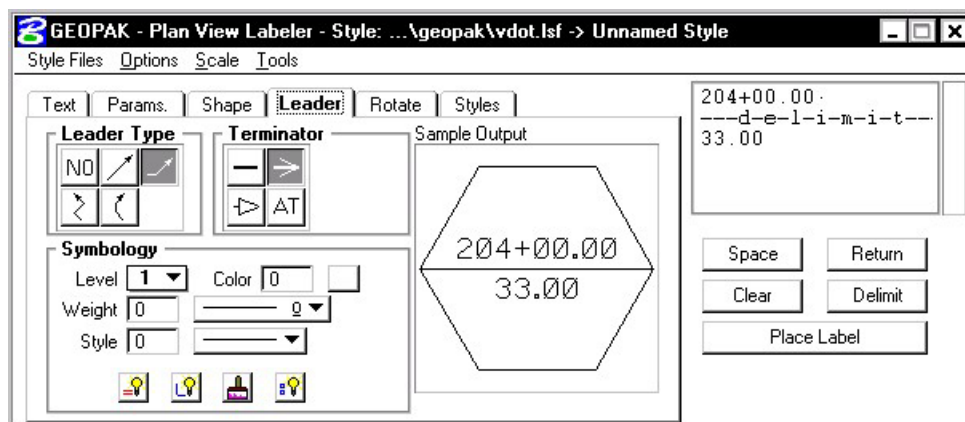 GEOPAK - Plan View Labeler - Style: ...\geopak\vdot.lsf -> Unnamed Style
Style Files Options Scale Tools
Text Params. Shape Leader Rotate Styles
Leader Type
NO
Terminator
AT
Symbology
Level 1 Color 0
Weight 0 0
Style 0
Sample Output
204+00.00
33.00
204+00.00
---d-e-l-i-m-i-t---
33.00
Space Return
Clear Delimit
Place Label